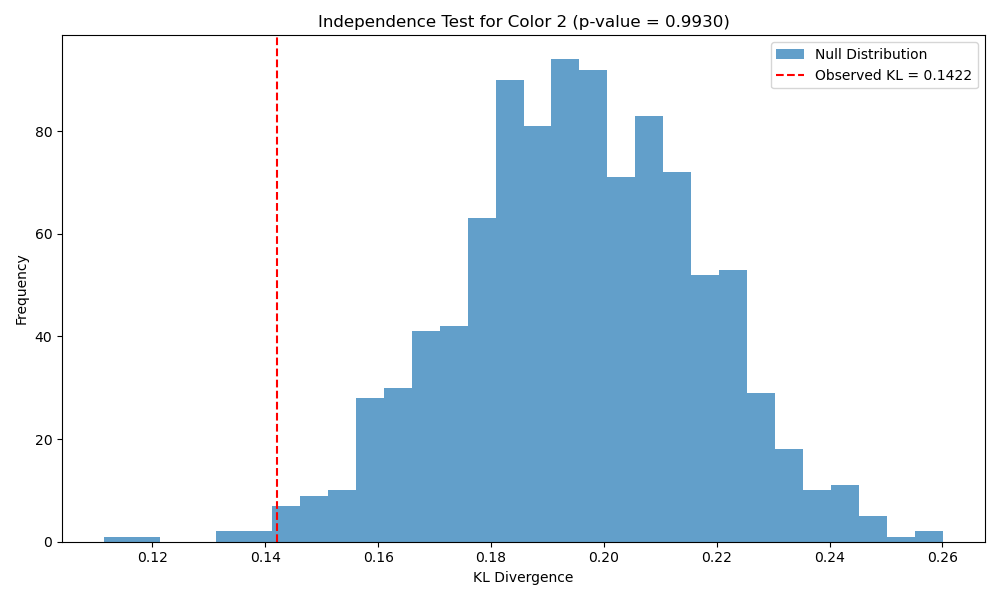 Independence Test for Color 2 (p-value = 0.9930)
Null Distribution
Observed KL = 0.1422
Frequency
80
60
40
20
0
0.12 0.14 0.16 0.18 0.20 0.22 0.24 0.26
KL Divergence